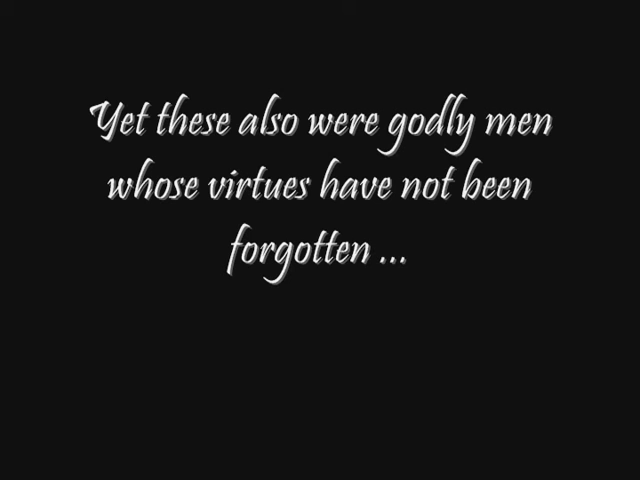 Yet these also were godly men
whose virtues have not been
forgotten ...